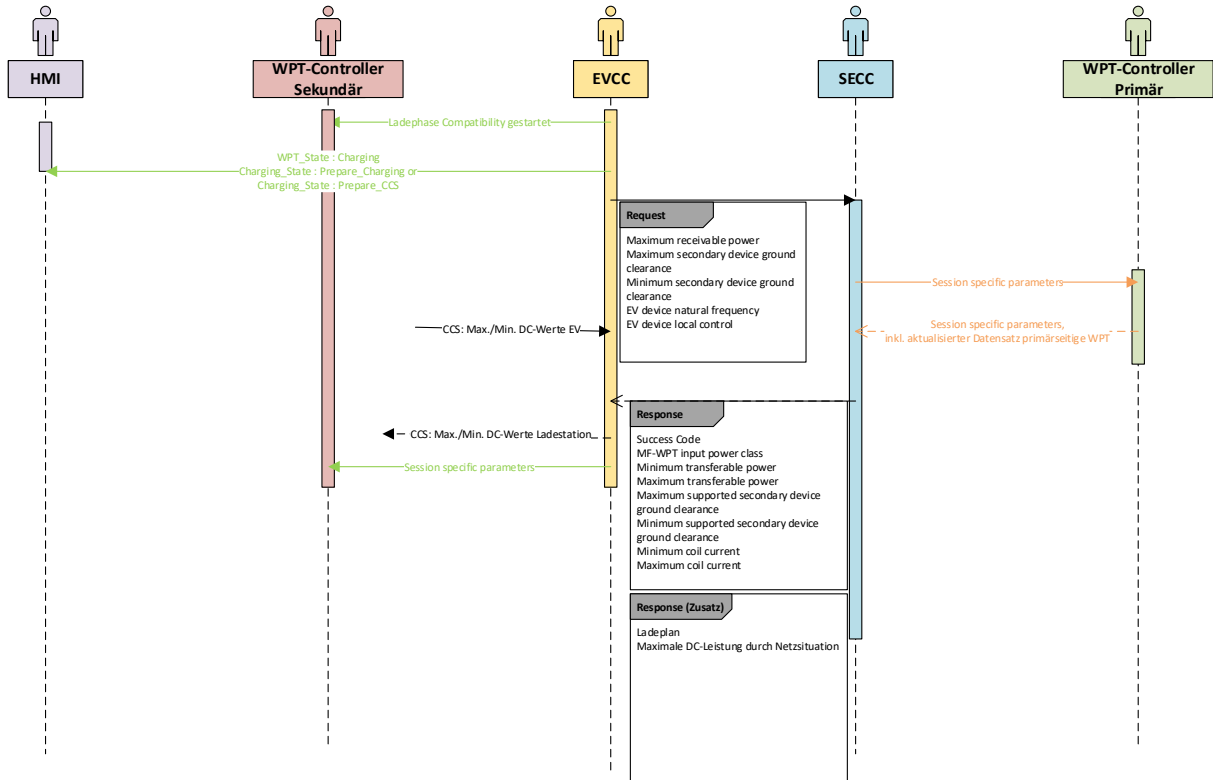 HMI
WPT-Controller
Sekundär
EVCC
SECC
WPT-Controller
Primär
Ladephase Compatibility gestartet
WPT_State : Charging
Charging_State : Prepare_Charging or
Charging_State : Prepare_CCS
Request
Maximum receivable power
Maximum secondary device ground
clearance
Minimum secondary device ground
clearance
EV device natural frequency
EV device local control
Session specific parameters
CCS: Max./Min. DC-Werte EV
Session specific parameters,
inkl. aktualisierter Datensatz primärseitige WPT
Response
Success Code
MF-WPT input power class
Minimum transferable power
Maximum transferable power
Maximum supported secondary device
ground clearance
Minimum supported secondary device
ground clearance
Minimum coil current
Maximum coil current
CCS: Max./Min. DC-Werte Ladestation
Session specific parameters
Response (Zusatz)
Ladeplan
Maximale DC-Leistung durch Netzsituation